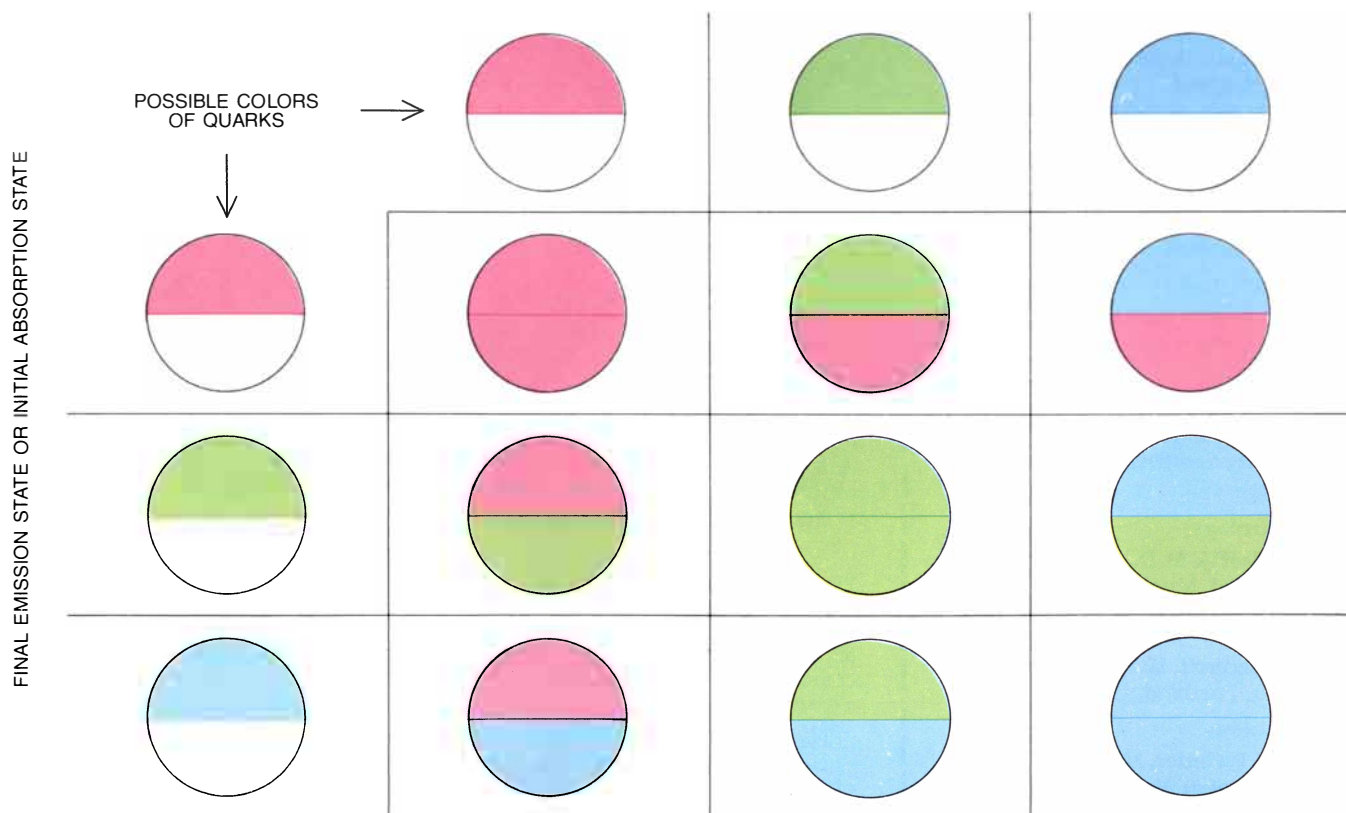 POSSIBLE COLORS
OF QUARKS
FINAL EMISSION STATE OR INITIAL ABSORPTION STATE